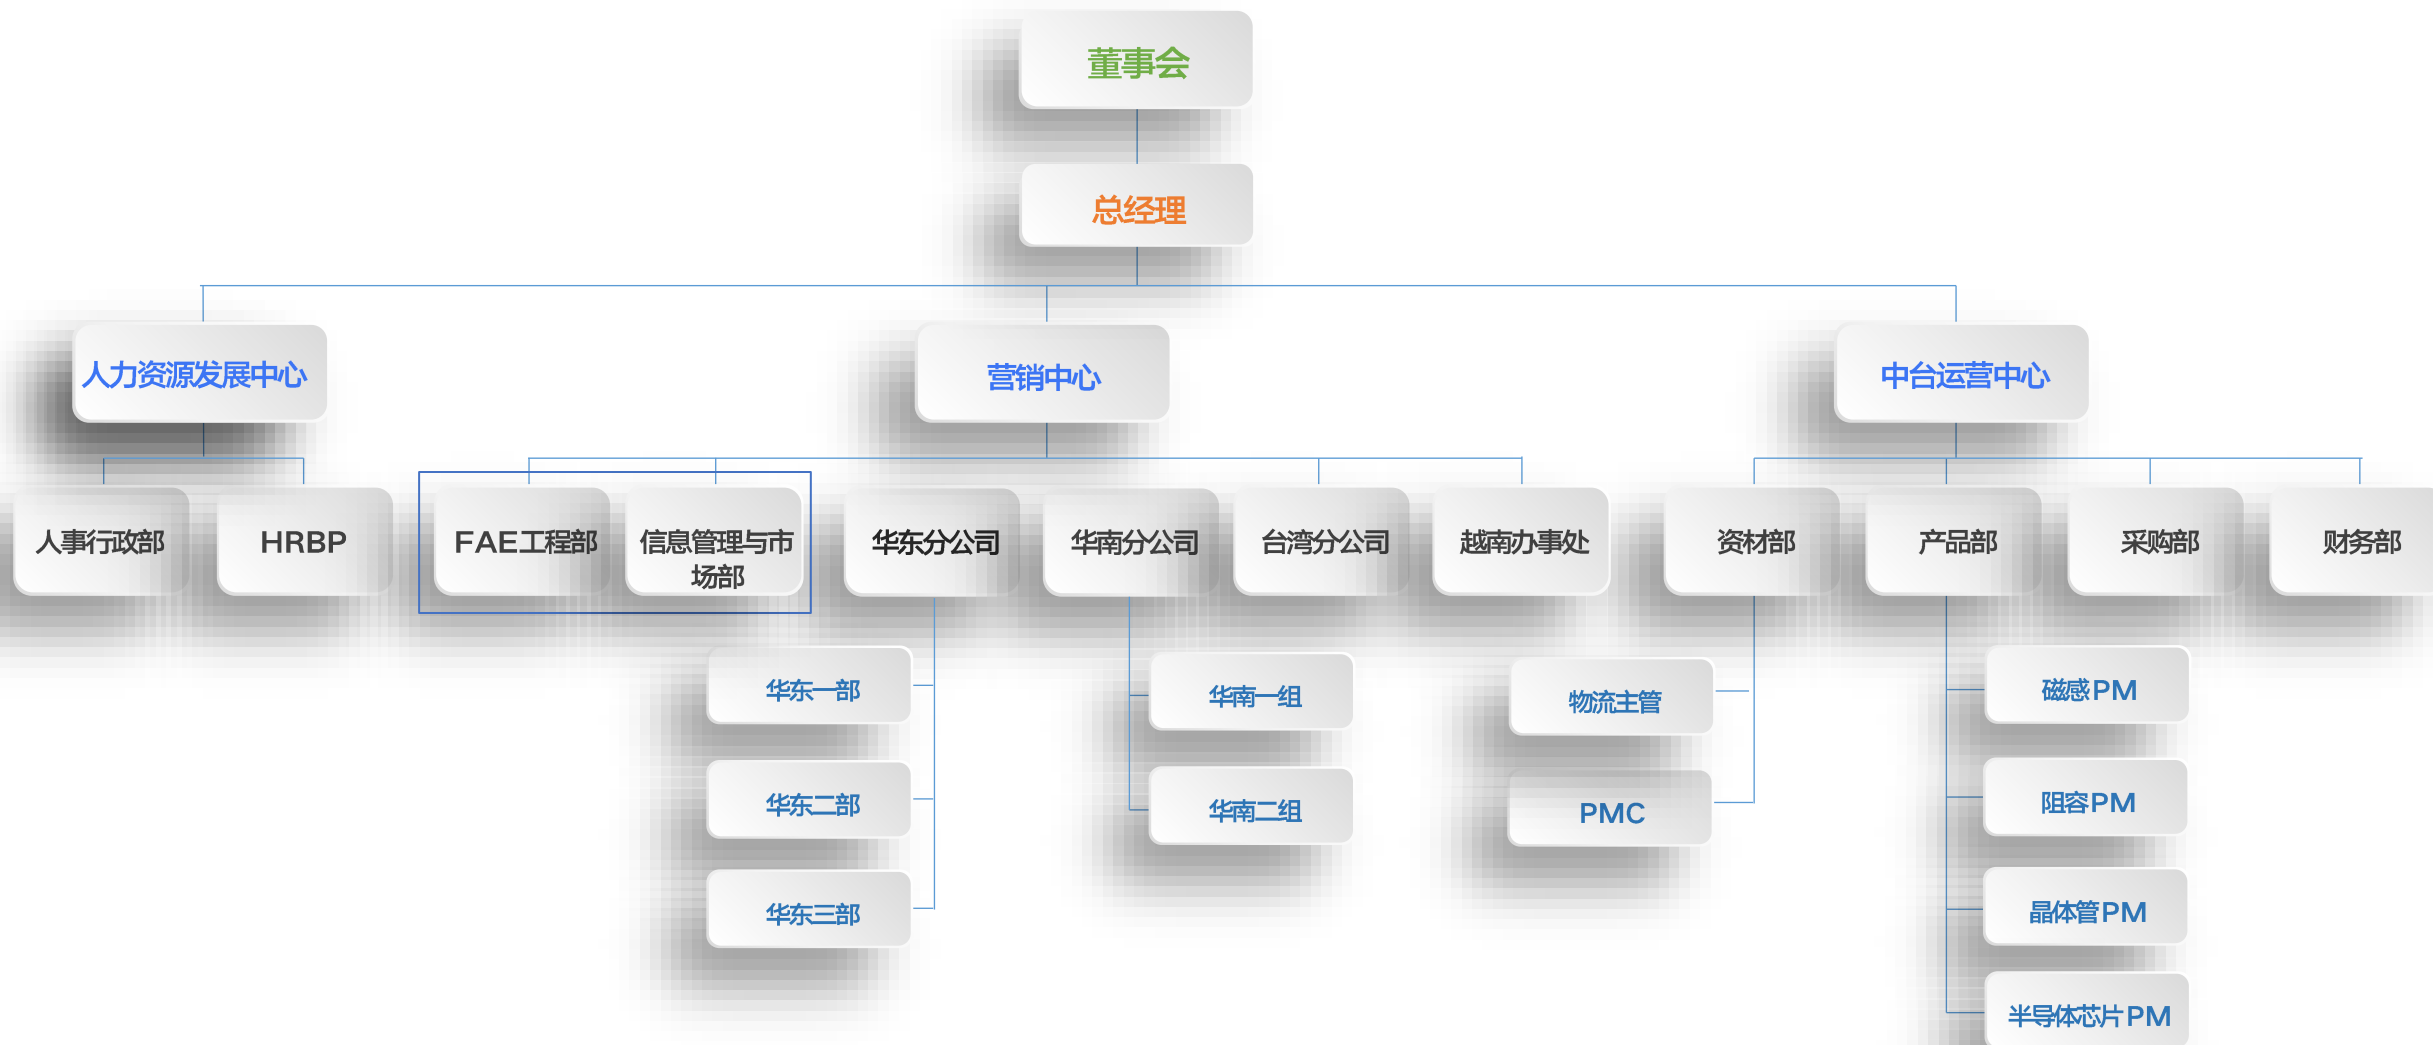 董事会
总经理
人力资源发展中心
营销中心
中台运营中心
人事行政部
HRBP
FAE工程部
信息管理与市
场部
华东分公司
华南分公司
台湾分公司
越南办事处
资材部
产品部
采购部
财务部
华东一部
华东二部
华东三部
华南一组
华南二组
物流主管
PMC
磁感PM
阻容PM
晶体管PM
半导体芯片PM